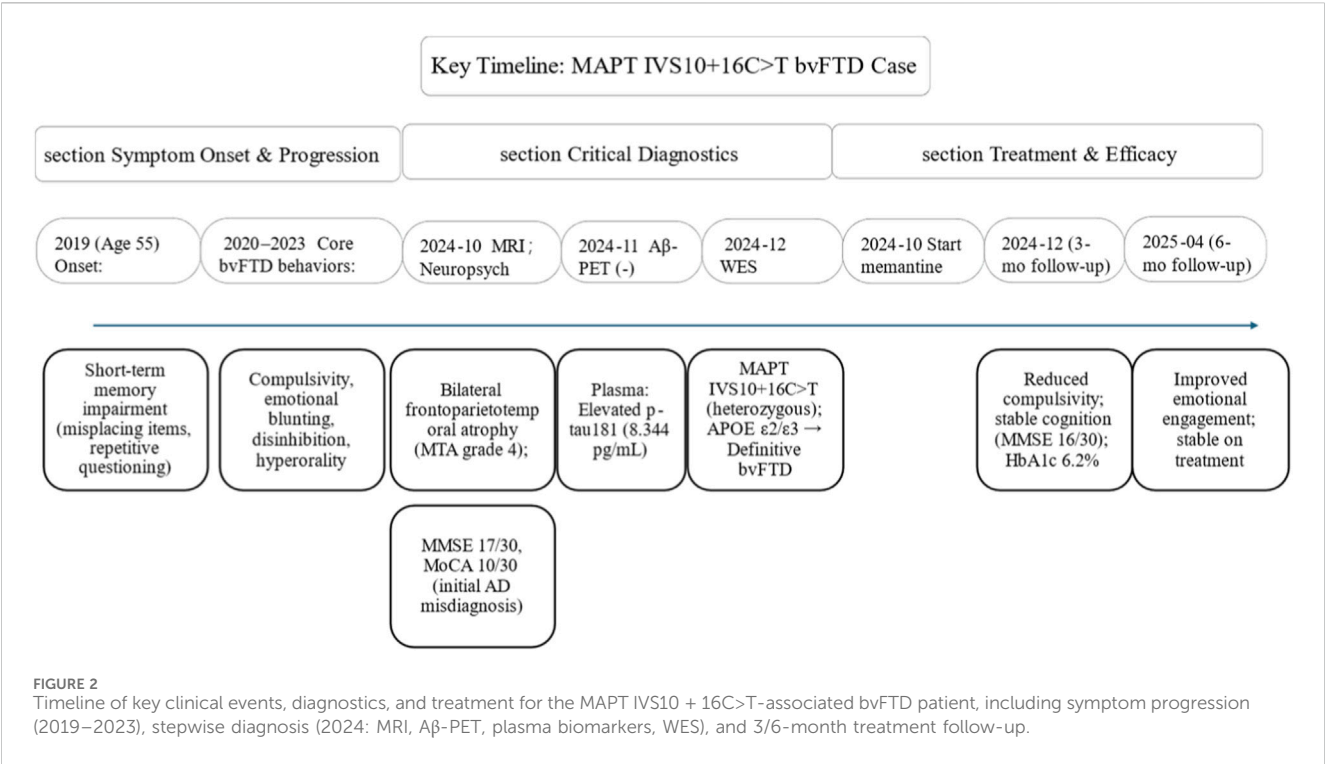 Key Timeline: MAPT IVS10+16C>T bvFTD Case
section Symptom Onset & Progression
section Critical Diagnostics
section Treatment & Efficacy
2019 (Age 55)
Onset:
2020–2023 Core
bvFTD behaviors:
2024-10 MRI;
Neuropsych
2024-11 Aβ-
PET (-)
2024-12
WES
2024-10 Start
memantine
2024-12 (3-
mo follow-up)
2025-04 (6-
mo follow-up)
Short-term
memory
impairment
(misplacing items,
repetitive
questioning)
Compulsivity,
emotional
blunting,
disinhibition,
hyperorality
Bilateral
frontoparietotemp
oral atrophy
(MTA grade 4);
Plasma:
Elevated p-
tau181 (8.344
pg/mL)
MAPT
IVS10+16C>T
(heterozygous);
APOE ε2/ε3 →
Definitive
bvFTD
Reduced
compulsivity;
stable cognition
(MMSE 16/30);
HbA1c 6.2%
Improved
emotional
engagement;
stable on
treatment
MMSE 17/30,
MoCA 10/30
(initial AD
misdiagnosis)
FIGURE 2
Timeline of key clinical events, diagnostics, and treatment for the MAPT IVS10 + 16C>T-associated bvFTD patient, including symptom progression
(2019–2023), stepwise diagnosis (2024: MRI, Aβ-PET, plasma biomarkers, WES), and 3/6-month treatment follow-up.